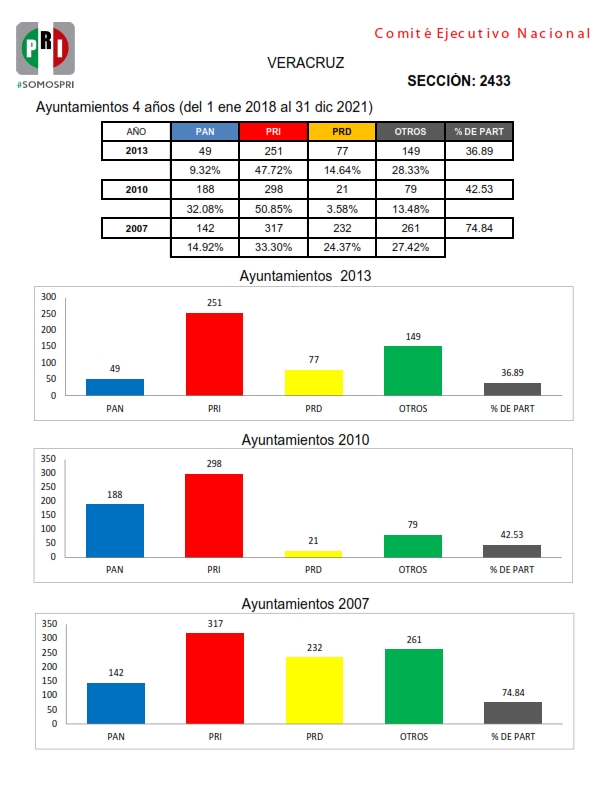 Comité Ejecutivo Nacional
PRI
#SOMOSPRI
VERACRUZ
SECCIÓN: 2433
Ayuntamientos 4 años (del 1 ene 2018 al 31 dic 2021)
AÑO PAN PRI PRD OTROS % DE PART
2013 49 251 77 149 36.89
9.32% 47.72% 14.64% 28.33%
2010 188 298 21 79 42.53
32.08% 50.85% 3.58% 13.48%
2007 142 317 232 261 74.84
14.92% 33.30% 24.37% 27.42%
Ayuntamientos 2013
300
250
200
150
100
50
0
49
251
77
149
36.89
PAN PRI PRD OTROS % DE PART
Ayuntamientos 2010
350
300
250
200
150
100
50
0
188
298
21
79
42.53
PAN PRI PRD OTROS % DE PART
Ayuntamientos 2007
350
300
250
200
150
100
50
0
142
317
232
261
74.84
PAN PRI PRD OTROS % DE PART